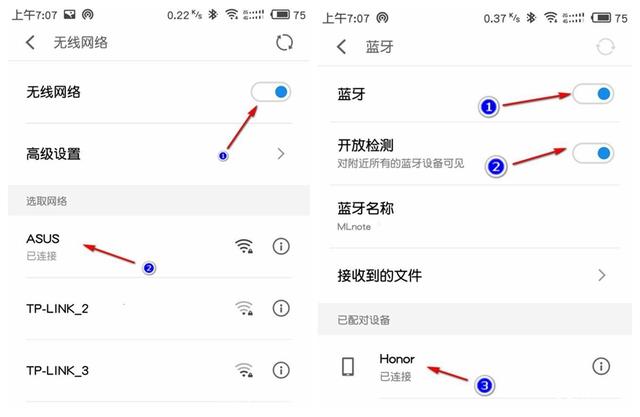 上午7:07
0.22 K/s
75
无线网络
无线网络
1
高级设置
选取网络
ASUS
已连接
2
TP-LINK_2
TP-LINK_3
上午7:07
0.37 K/s
75
蓝牙
蓝牙
1
开放检测
对附近所有的蓝牙设备可见
2
蓝牙名称
MLnote
接收到的文件
已配对设备
Honor
已连接
3